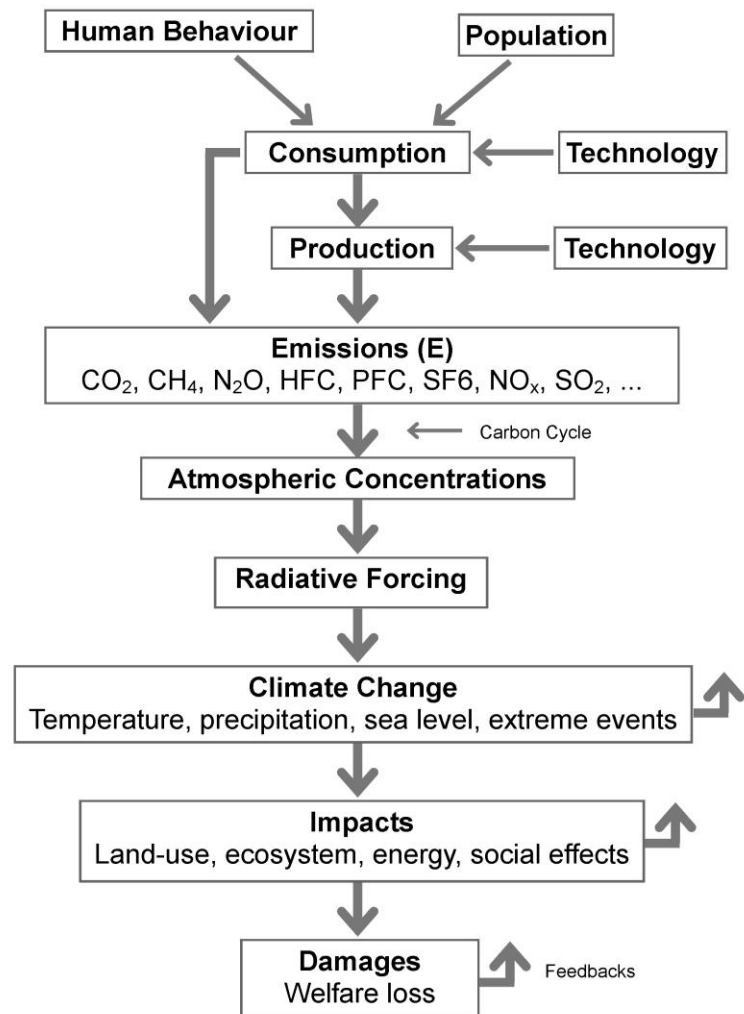 Human Behaviour
Population
Consumption
Technology
Production
Technology
Emissions (E)
CO₂, CH₄, N₂O, HFC, PFC, SF6, NOₓ, SO₂, ...
Carbon Cycle
Atmospheric Concentrations
Radiative Forcing
Climate Change
Temperature, precipitation, sea level, extreme events
Impacts
Land-use, ecosystem, energy, social effects
Damages
Welfare loss
Feedbacks